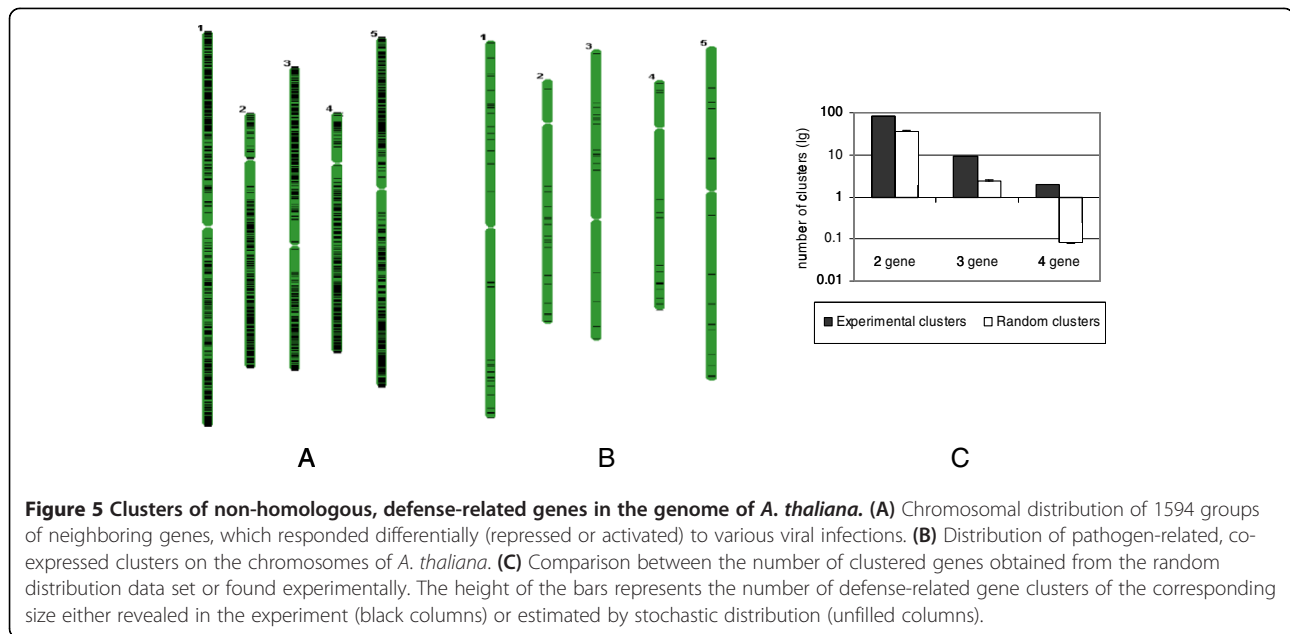 1
2
3
4
5
A
1
2
3
4
5
B
number of clusters (lg)
100
10
1
0.1
0.01
2 gene
3 gene
4 gene
Experimental clusters
Random clusters
C
Figure 5 Clusters of non-homologous, defense-related genes in the genome of A. thaliana. (A) Chromosomal distribution of 1594 groups
of neighboring genes, which responded differentially (repressed or activated) to various viral infections. (B) Distribution of pathogen-related, co-
expressed clusters on the chromosomes of A. thaliana. (C) Comparison between the number of clustered genes obtained from the random
distribution data set or found experimentally. The height of the bars represents the number of defense-related gene clusters of the corresponding
size either revealed in the experiment (black columns) or estimated by stochastic distribution (unfilled columns).